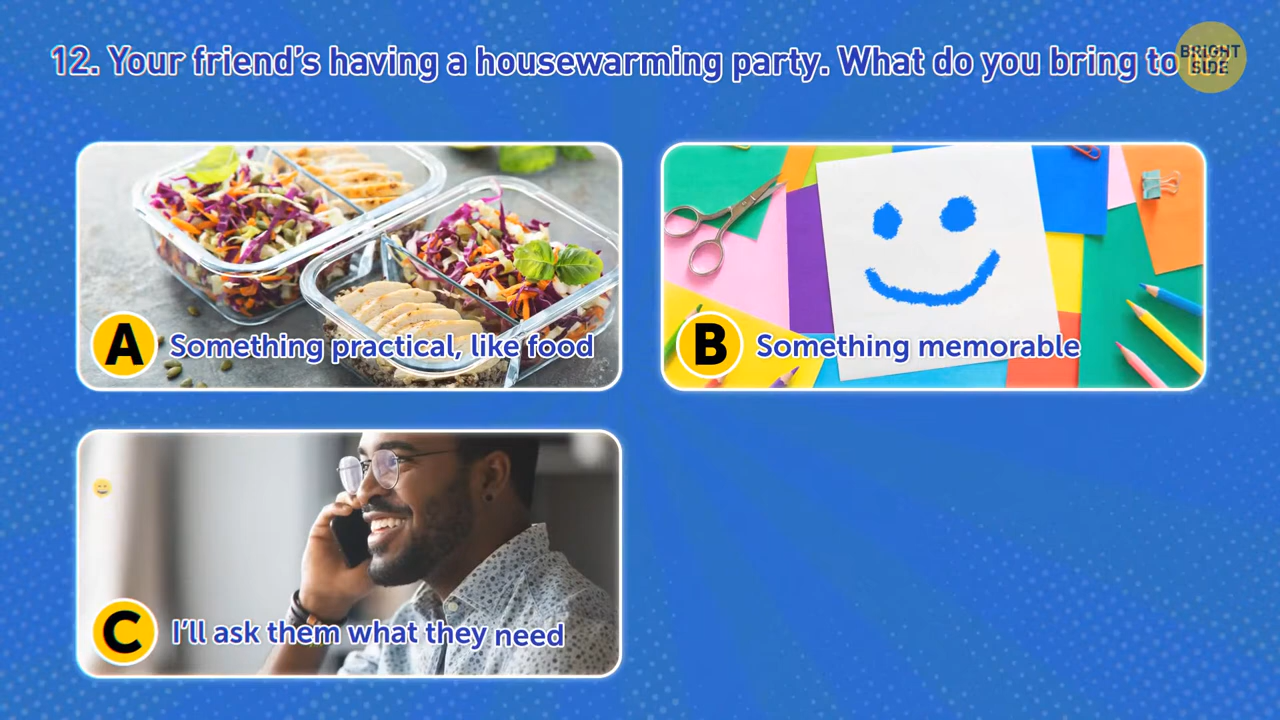 12. Your friend's having a housewarming party. What do you bring to
BRIGHT
SIDE
A Something practical, like food
B Something memorable
C I'll ask them what they need